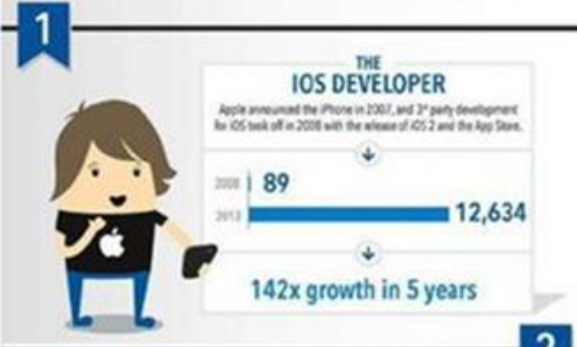 1
THE
IOS DEVELOPER
Apple announced the iPhone in 2007, and 3rd party development
for iOS took off in 2008 with the release of iOS 2 and the App Store.
2008 89
2013 12,634
142x growth in 5 years
2